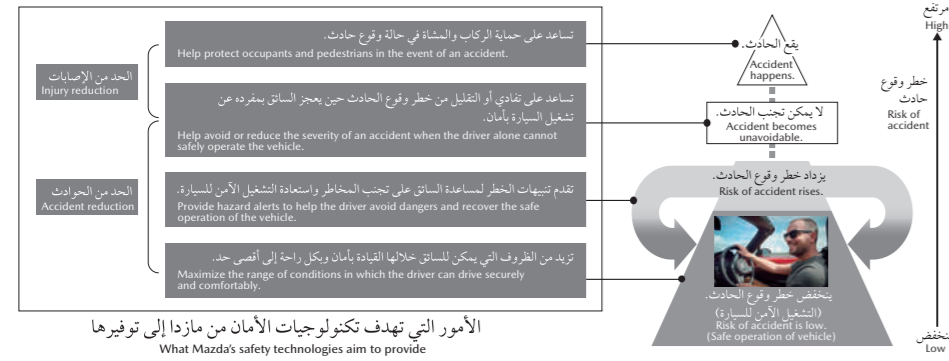 تساعد على حماية الركاب والمشاة في حالة وقوع حادث.
Help protect occupants and pedestrians in the event of an accident.
الحد من الإصابات
Injury reduction
تساعد على تفادي أو التقليل من خطر وقوع الحادث حين يعجز السائق بمفرده عن
تشغيل السيارة بأمان.
Help avoid or reduce the severity of an accident when the driver alone cannot
safely operate the vehicle.
الحد من الحوادث
Accident reduction
تقدم تنبيهات الخطر لمساعدة السائق على تجنب المخاطر واستعادة التشغيل الآمن للسيارة.
Provide hazard alerts to help the driver avoid dangers and recover the safe
operation of the vehicle.
تزيد من الظروف التي يمكن للسائق خلالها القيادة بأمان وبكل راحة إلى أقصى حد.
Maximize the range of conditions in which the driver can drive securely
and comfortably.
الأمور التي تهدف تكنولوجيات الأمان من مازدا إلى توفيرها
What Mazda's safety technologies aim to provide
يقع الحادث.
Accident
happens.
لا يمكن تجنب الحادث.
Accident becomes
unavoidable.
يزداد خطر وقوع الحادث.
Risk of accident rises.
ينخفض خطر وقوع الحادث.
(التشغيل الآمن للسيارة)
Risk of accident is low.
(Safe operation of vehicle)
مرتفع
High
خطر وقوع
حادث
Risk of
accident
منخفض
Low